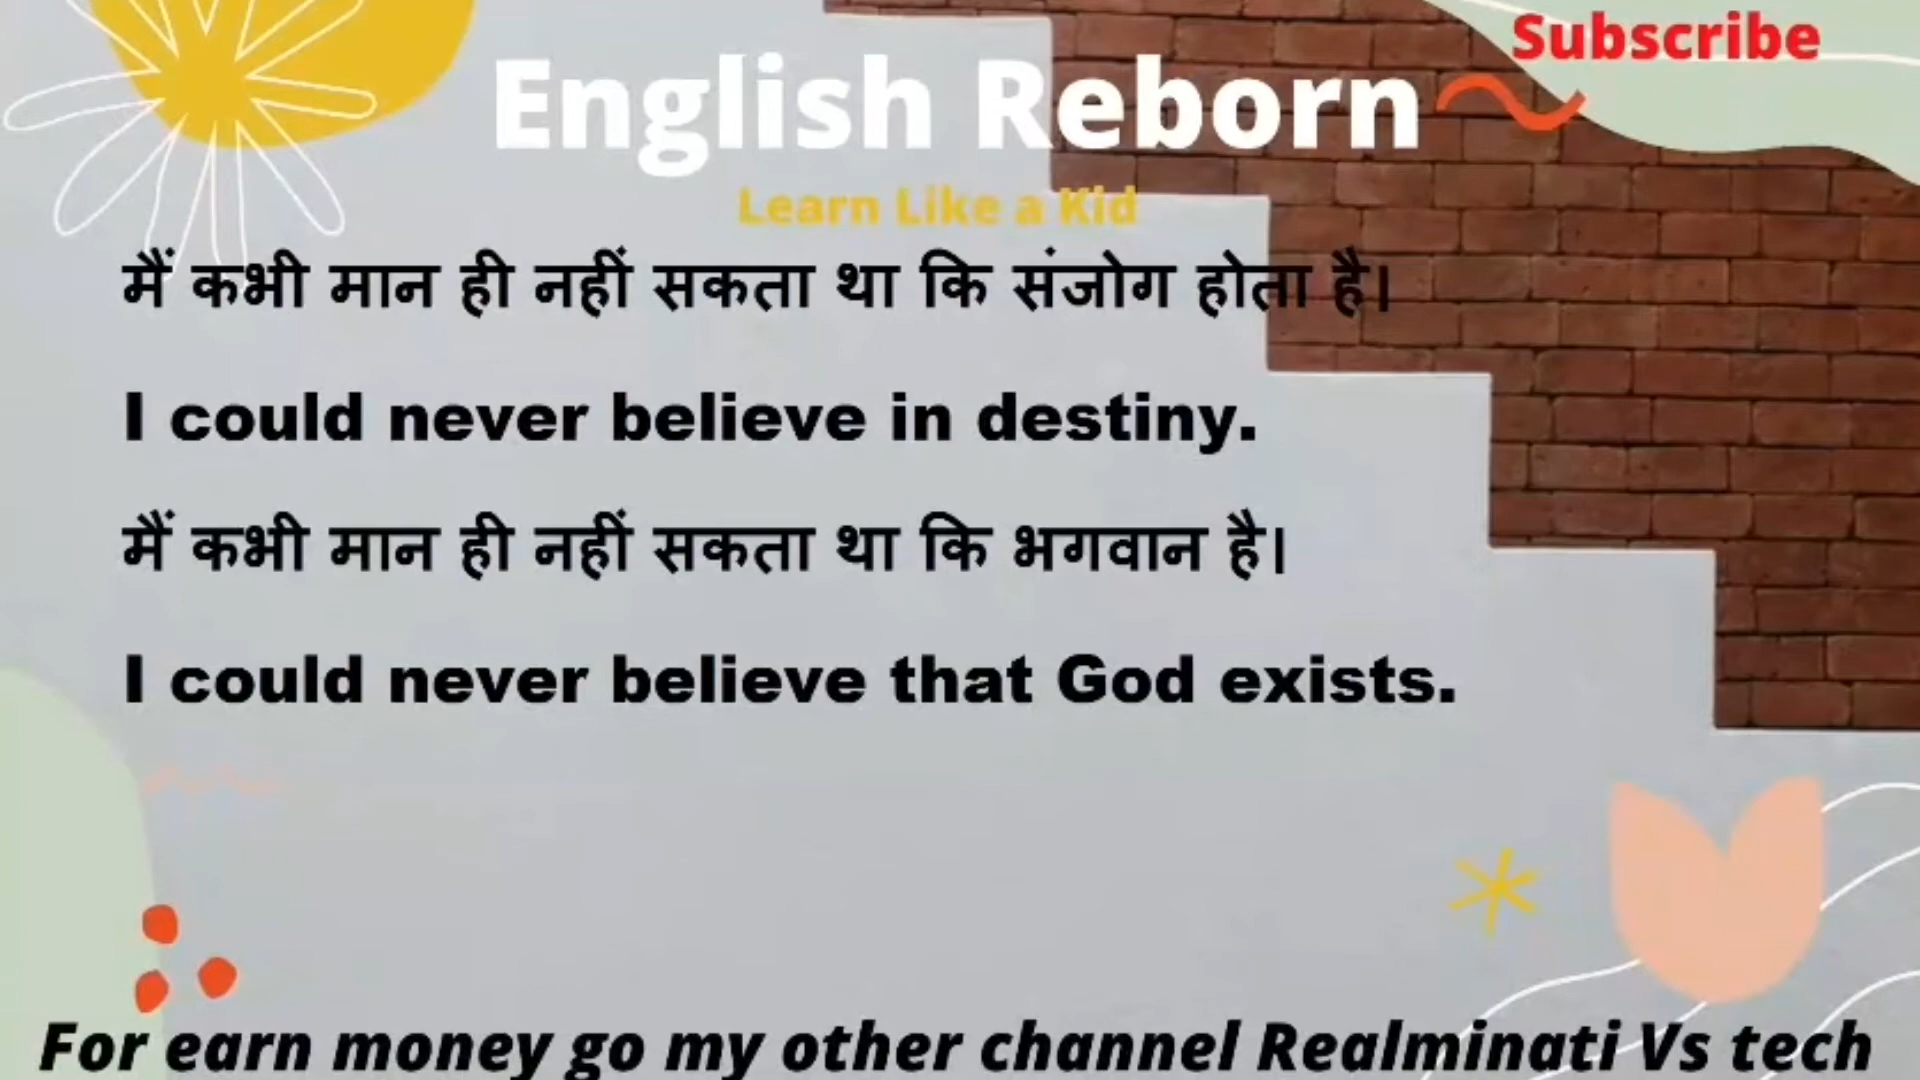 Subscribe
English Reborn
Learn Like a Kid
मैं कभी मान ही नहीं सकता था कि संजोग होता है।
I could never believe in destiny.
मैं कभी मान ही नहीं सकता था कि भगवान है।
I could never believe that God exists.
For earn money go my other channel Realminati Vs tech